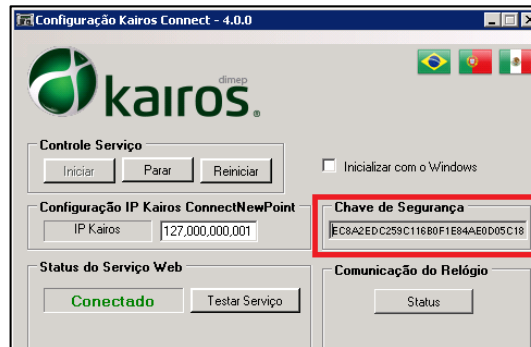 Configuração Kairos Connect - 4.0.0
dimep
kairos®
Controle Serviço
Iniciar
Parar
Reiniciar
Inicializar com o Windows
Configuração IP Kairos ConnectNewPoint
IP Kairos
127,000,000,001
Chave de Segurança
EC8A2EDC259C116B0F1E84AE0D05C18
Status do Serviço Web
Conectado
Testar Serviço
Comunicação do Relógio
Status